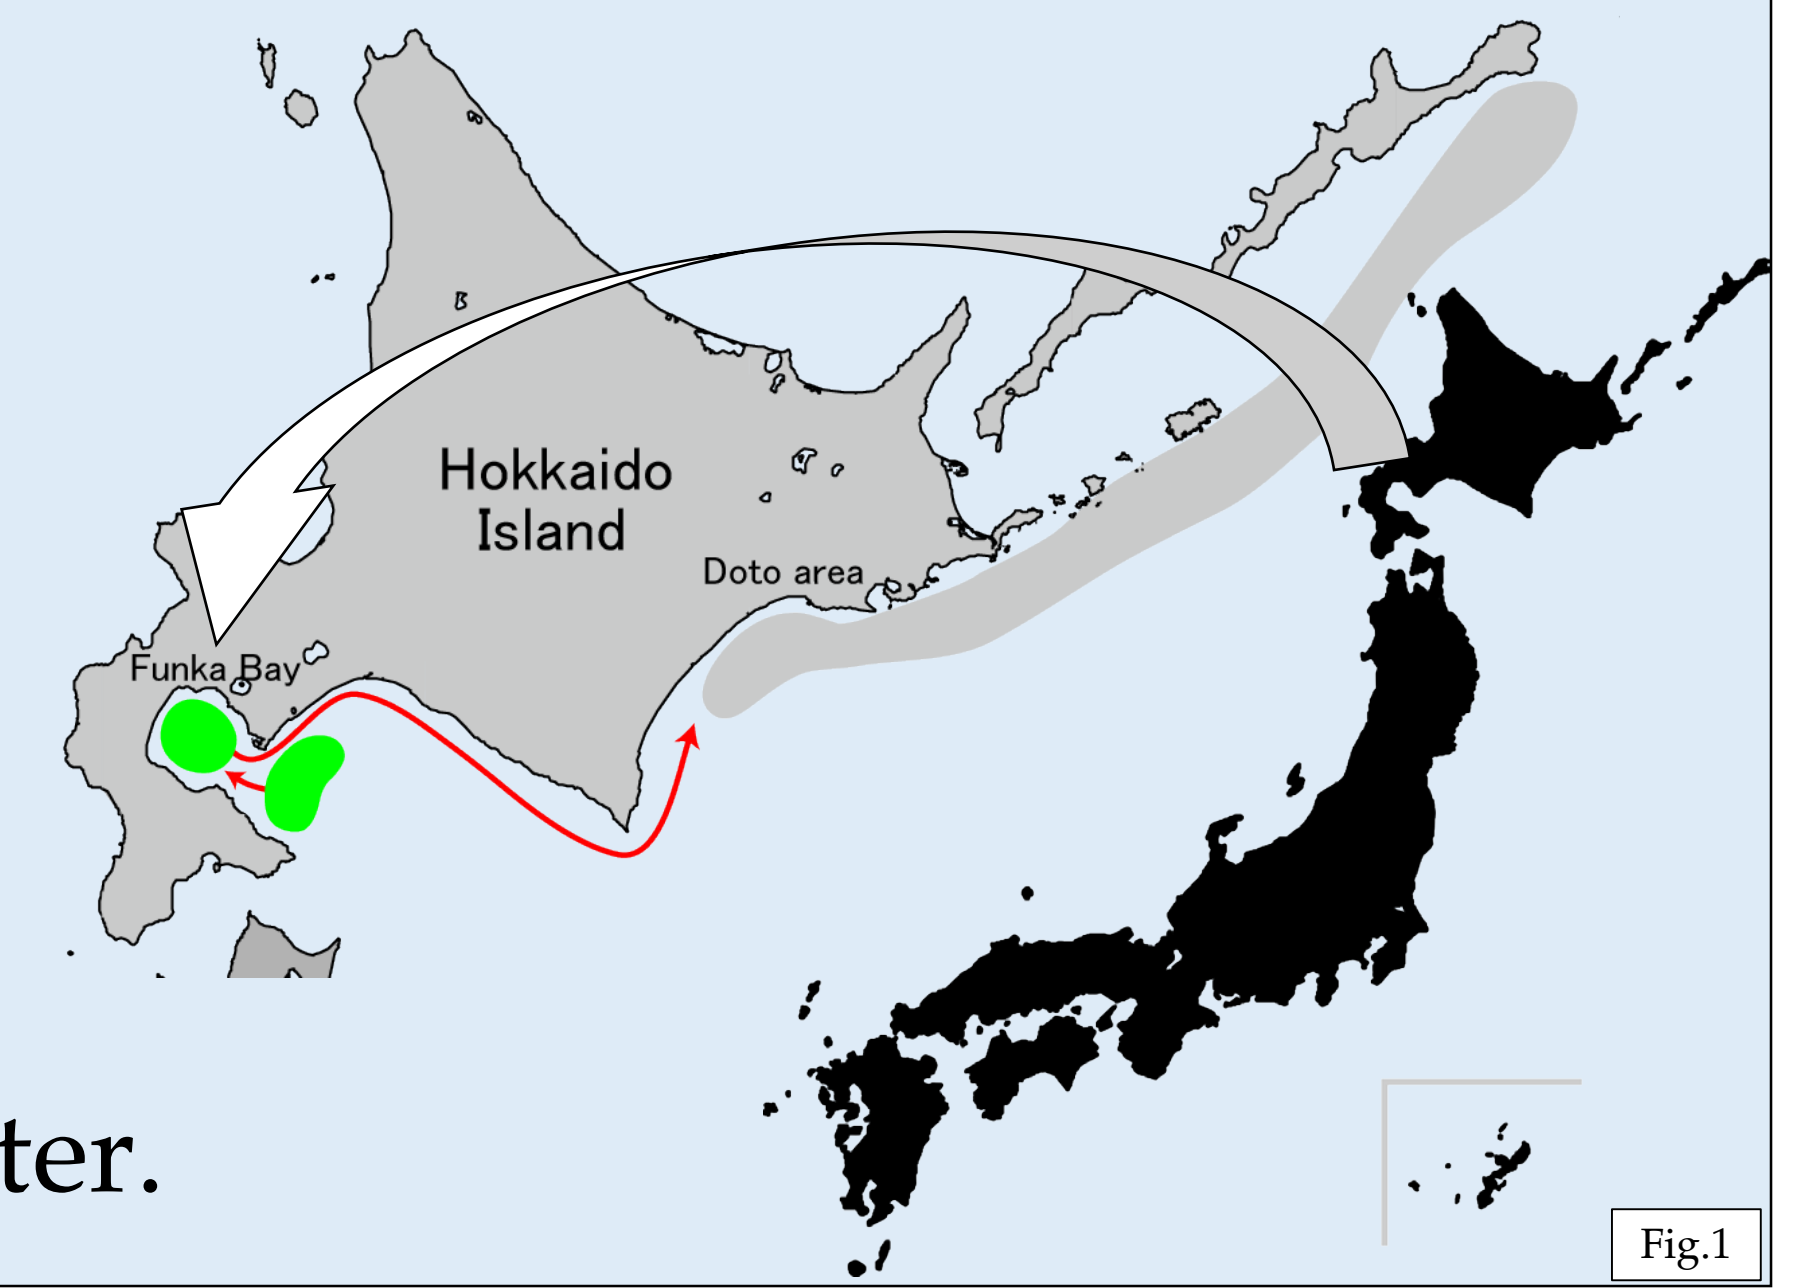 Hokkaido
Island
Doto area
Funka Bay
ter.
Fig.1